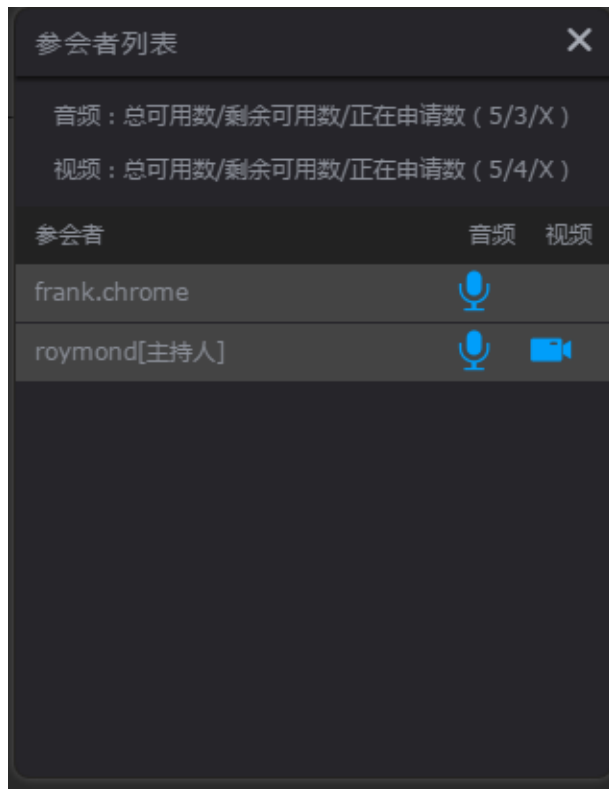 参会者列表
音频：总可用数/剩余可用数/正在申请数（5/3/X）
视频：总可用数/剩余可用数/正在申请数（5/4/X）
参会者 音频 视频
frank.chrome
roymond[主持人]